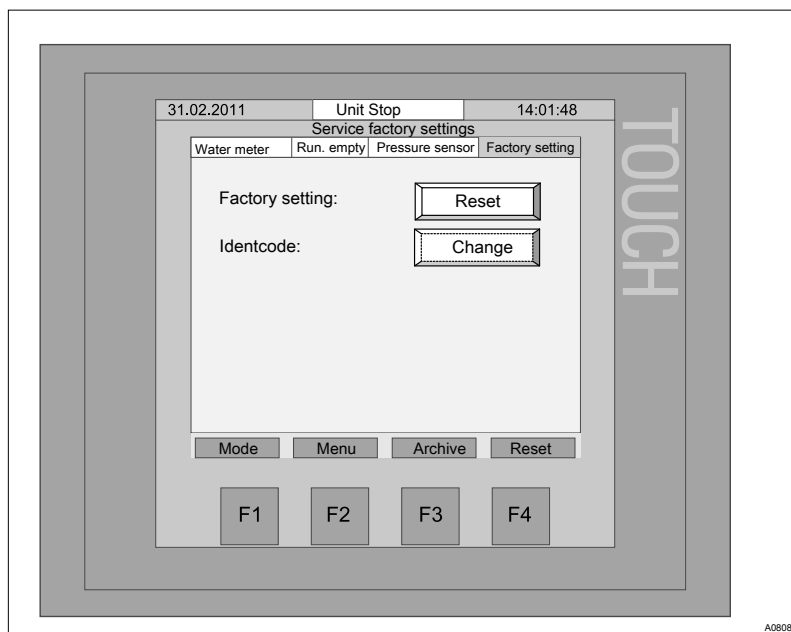 31.02.2011 Unit Stop 14:01:48
Service factory settings
Water meter Run. empty Pressure sensor Factory setting
Factory setting: Reset
Identcode: Change
Mode Menu Archive Reset
F1 F2 F3 F4
TOUCH
A0808